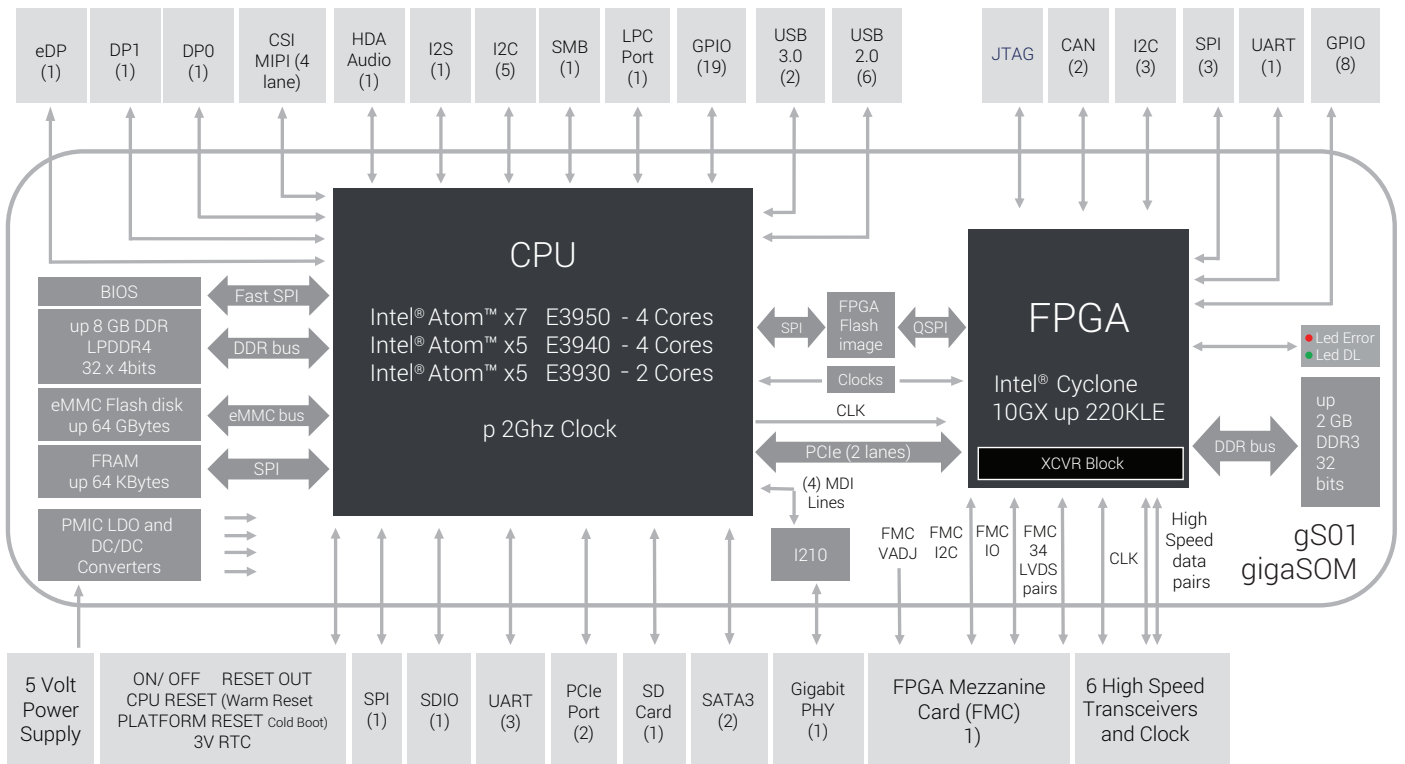 eDP
(1)
DP1
(1)
DP0
(1)
CSI
MIPI (4
lane)
HDA
Audio
(1)
I2S
(1)
I2C
(5)
SMB
(1)
LPC
Port
(1)
GPIO
(19)
USB
3.0
(2)
USB
2.0
(6)
JTAG
CAN
(2)
I2C
(3)
SPI
(3)
UART
(1)
GPIO
(8)
BIOS
up 8 GB DDR
LPDDR4
32 x 4bits
eMMC Flash disk
up 64 GBytes
FRAM
up 64 KBytes
PMIC LDO and
DC/DC
Converters
Fast SPI
DDR bus
eMMC bus
SPI
CPU
Intel® Atom™ x7 E3950 - 4 Cores
Intel® Atom™ x5 E3940 - 4 Cores
Intel® Atom™ x5 E3930 - 2 Cores
p 2Ghz Clock
SPI
FPGA
Flash
image
QSPI
Clocks
CLK
PCIe (2 lanes)
(4) MDI
Lines
I210
FPGA
Intel® Cyclone
10GX up 220KLE
XCVR Block
Led Error
Led DL
DDR bus
up
2 GB
DDR3
32
bits
FMC
VADJ
FMC
I2C
FMC
IO
FMC
34
LVDS
pairs
CLK
High
Speed
data
pairs
gS01
gigaSOM
5 Volt
Power
Supply
ON/ OFF RESET OUT
CPU RESET (Warm Reset
PLATFORM RESET Cold Boot)
3V RTC
SPI
(1)
SDIO
(1)
UART
(3)
PCIe
Port
(2)
SD
Card
(1)
SATA3
(2)
Gigabit
PHY
(1)
FPGA Mezzanine
Card (FMC)
1)
6 High Speed
Transceivers
and Clock